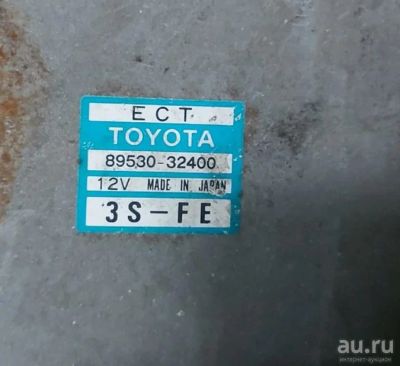 ECT
TOYOTA
89530-32400
12V MADE IN JAPAN
3S-FE
au.ru
интернет-аукцион